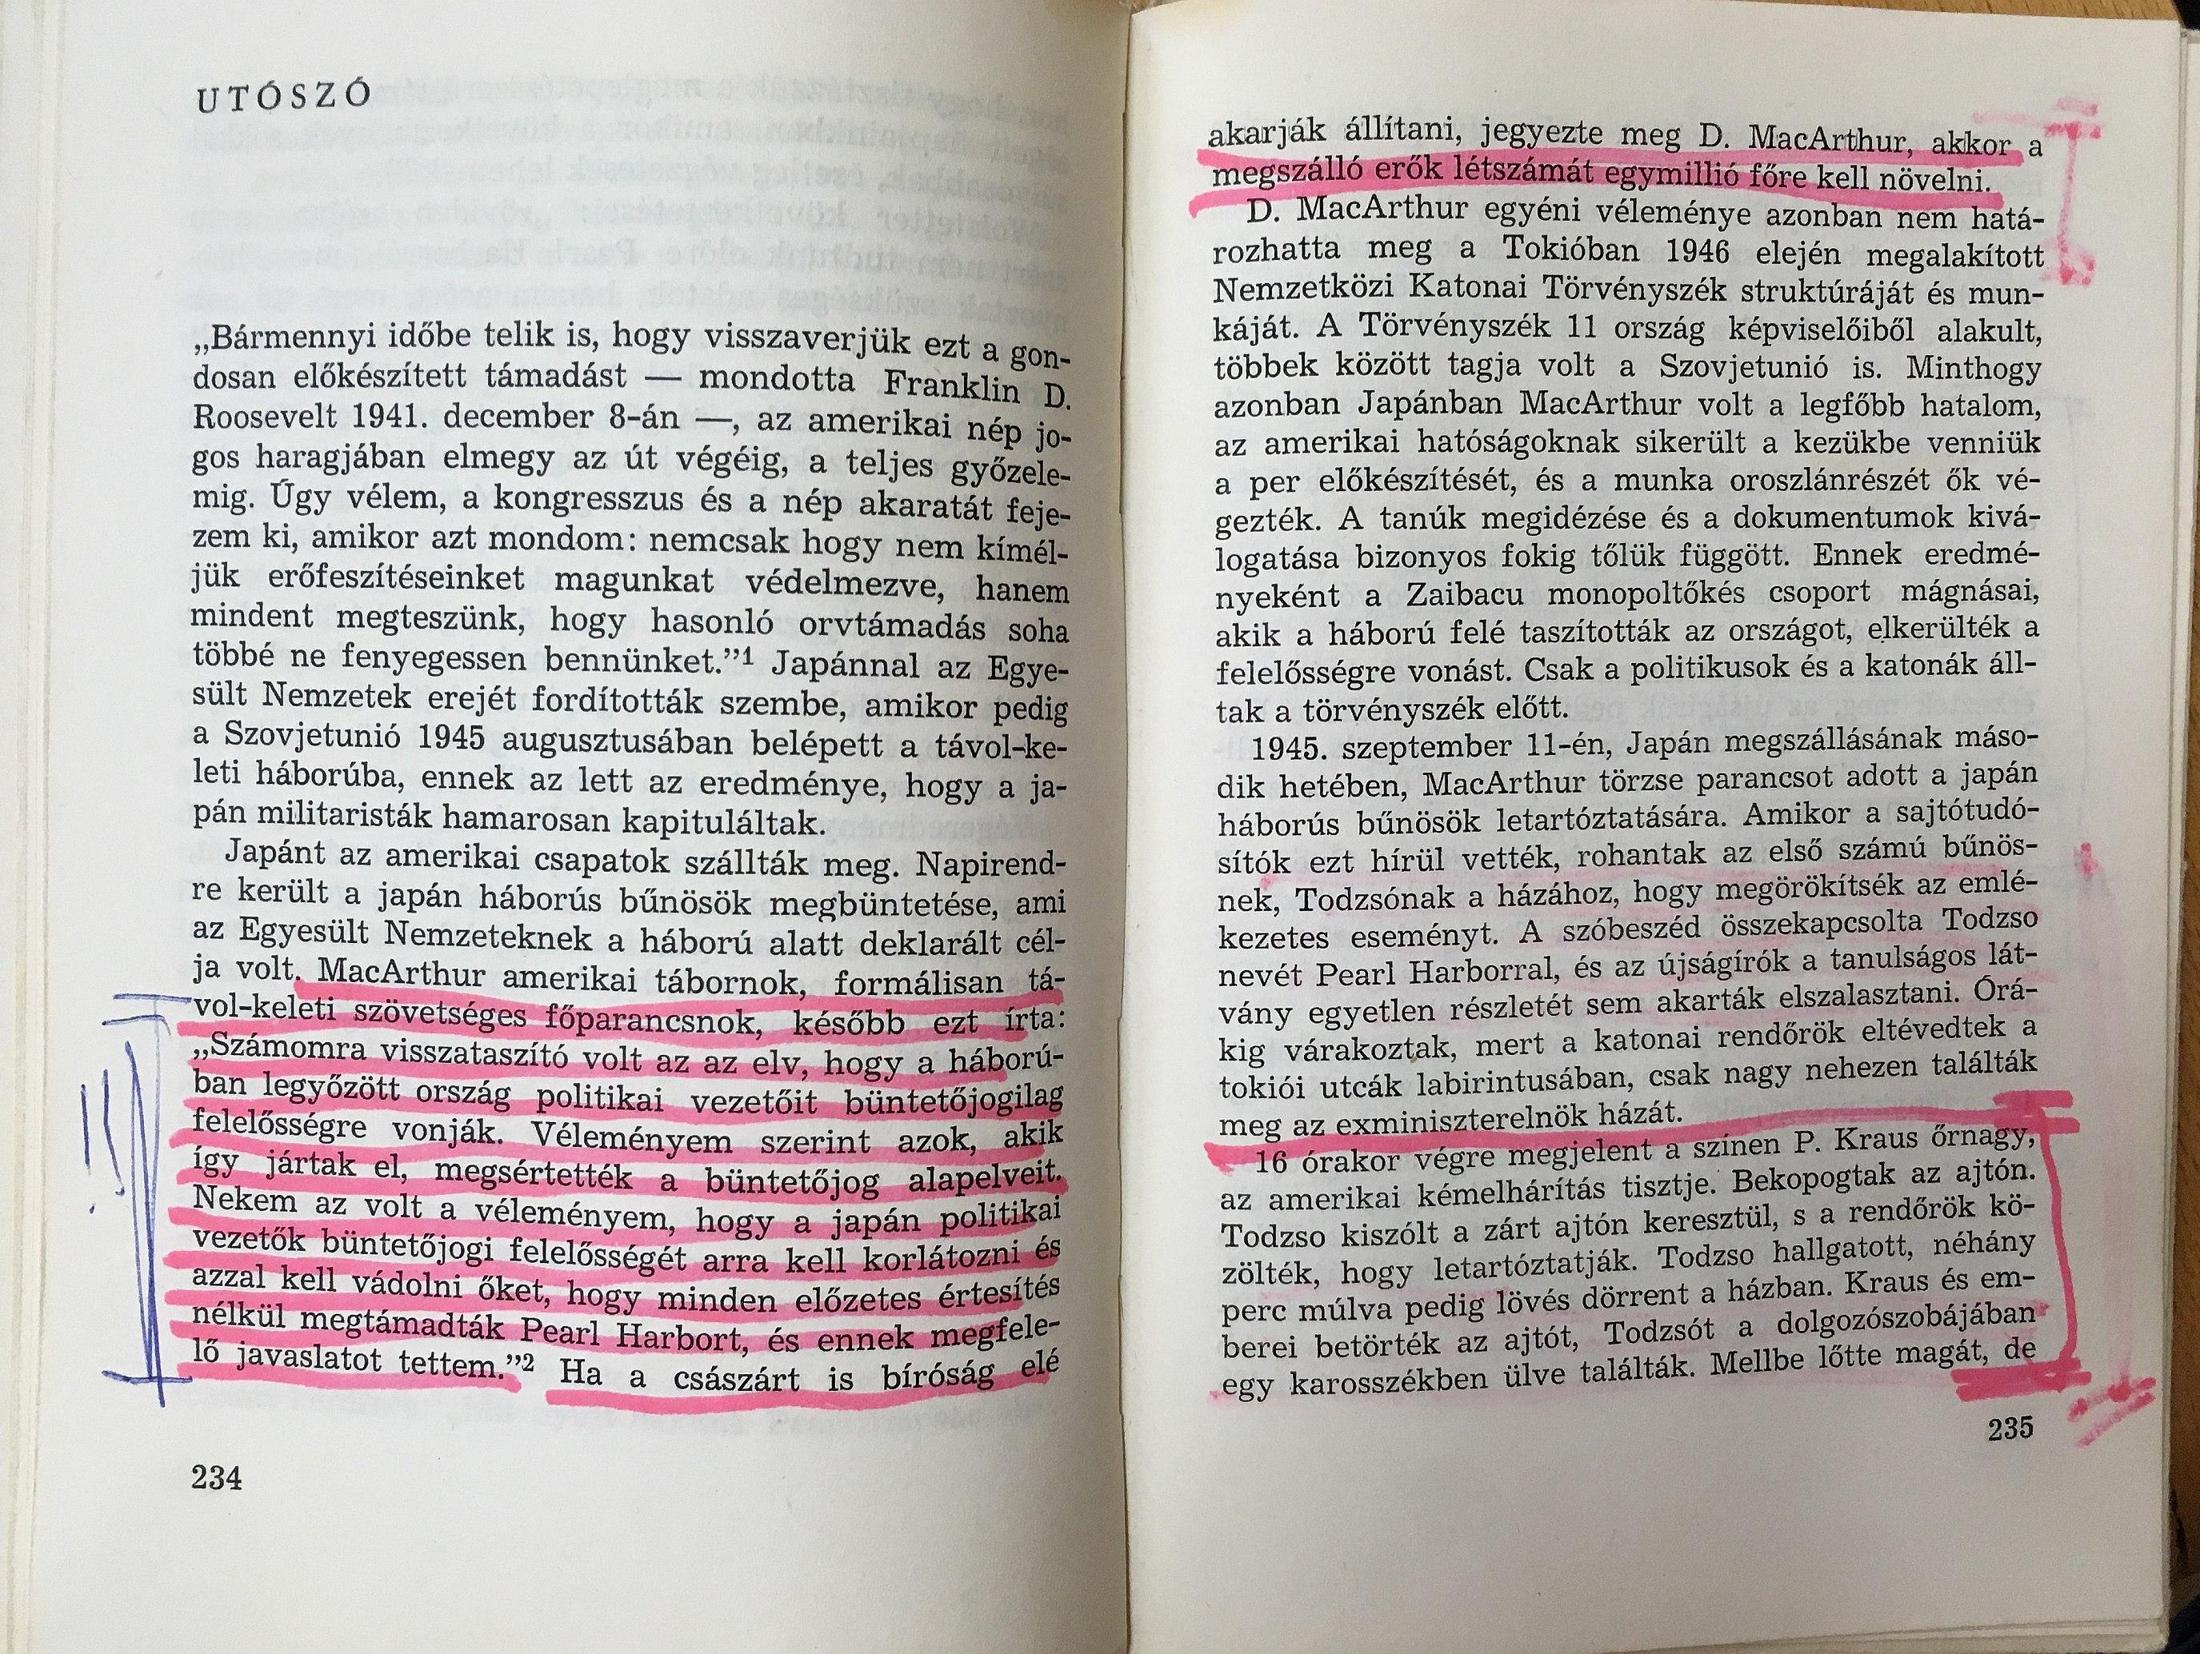 UTÓSZÓ
„Bármennyi időbe telik is, hogy visszaverjük ezt a gon-
dosan előkészített támadást — mondotta Franklin D.
Roosevelt 1941. december 8-án —, az amerikai nép jo-
gos haragjában elmegy az út végéig, a teljes győzele-
mig. Úgy vélem, a kongresszus és a nép akaratát feje-
zem ki, amikor azt mondom: nemcsak hogy nem kímél-
jük erőfeszítéseinket magunkat védelmezve, hanem
mindent megteszünk, hogy hasonló orvtámadás soha
többé ne fenyegessen bennünket.”1 Japánnal az Egye-
sült Nemzetek erejét fordították szembe, amikor pedig
a Szovjetunió 1945 augusztusában belépett a távol-ke-
leti háborúba, ennek az lett az eredménye, hogy a ja-
pán militaristák hamarosan kapituláltak.
Japánt az amerikai csapatok szállták meg. Napirend-
re került a japán háborús bűnösök megbüntetése, ami
az Egyesült Nemzeteknek a háború alatt deklarált cél-
ja volt. MacArthur amerikai tábornok, formálisan tá-
vol-keleti szövetséges főparancsnok, később ezt írta:
„Számomra visszataszító volt az az elv, hogy a háború-
ban legyőzött ország politikai vezetőit büntetőjogilag
felelősségre vonják. Véleményem szerint azok, akik
így jártak el, megsértették a büntetőjog alapelveit.
Nekem az volt a véleményem, hogy a japán politikai
vezetők büntetőjogi felelősségét arra kell korlátozni és
azzal kell vádolni őket, hogy minden előzetes értesítés
nélkül megtámadták Pearl Harbort, és ennek megfele-
lő javaslatot tettem.”2 Ha a császárt is bíróság elé
234
akarják állítani, jegyezte meg D. MacArthur, akkor a
megszálló erők létszámát egymillió főre kell növelni.
D. MacArthur egyéni véleménye azonban nem hatá-
rozhatta meg a Tokióban 1946 elején megalakított
Nemzetközi Katonai Törvényszék struktúráját és mun-
káját. A Törvényszék 11 ország képviselőiből alakult,
többek között tagja volt a Szovjetunió is. Minthogy
azonban Japánban MacArthur volt a legfőbb hatalom,
az amerikai hatóságoknak sikerült a kezükbe venniük
a per előkészítését, és a munka oroszlánrészét ők vé-
gezték. A tanúk megidézése és a dokumentumok kivá-
logatása bizonyos fokig tőlük függött. Ennek eredmé-
nyeként a Zaibacu monopoltőkés csoport mágnásai,
akik a háború felé taszították az országot, elkerülték a
felelősségre vonást. Csak a politikusok és a katonák áll-
tak a törvényszék előtt.
1945. szeptember 11-én, Japán megszállásának máso-
dik hetében, MacArthur törzse parancsot adott a japán
háborús bűnösök letartóztatására. Amikor a sajtótudó-
sítók ezt hírül vették, rohantak az első számú bűnös-
nek, Todzsónak a házához, hogy megörökítsék az emlé-
kezetes eseményt. A szóbeszéd összekapcsolta Todzso
nevét Pearl Harborral, és az újságírók a tanulságos lát-
vány egyetlen részletét sem akarták elszalasztani. Órá-
kig várakoztak, mert a katonai rendőrök eltévedtek a
tokiói utcák labirintusában, csak nagy nehezen találták
meg az exminiszterelnök házát.
16 órakor végre megjelent a színen P. Kraus őrnagy,
az amerikai kémelhárítás tisztje. Bekopogtak az ajtón.
Todzso kiszólt a zárt ajtón keresztül, s a rendőrök kö-
zölték, hogy letartóztatják. Todzso hallgatott, néhány
perc múlva pedig lövés dörrent a házban. Kraus és em-
berei betörték az ajtót, Todzsót a dolgozószobájában
egy karosszékben ülve találták. Mellbe lőtte magát, de
235